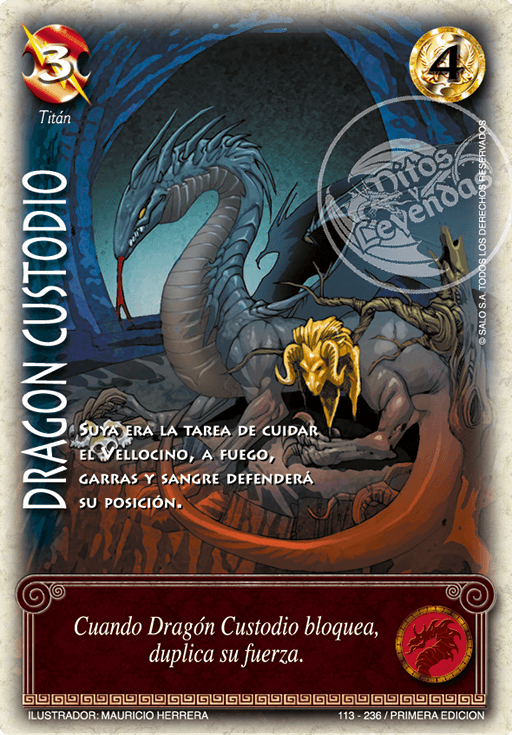 3
4
Titán
Mitos
y
Leyendas
© SALO S.A. TODOS LOS DERECHOS RESERVADOS
DRAGON CUSTODIO
SUYA ERA LA TAREA DE CUIDAR
EL VELLOCINO, A FUEGO,
GARRAS Y SANGRE DEFENDERÁ
SU POSICIÓN.
Cuando Dragón Custodio bloquea,
duplica su fuerza.
ILUSTRADOR: MAURICIO HERRERA
113 - 236 / PRIMERA EDICION